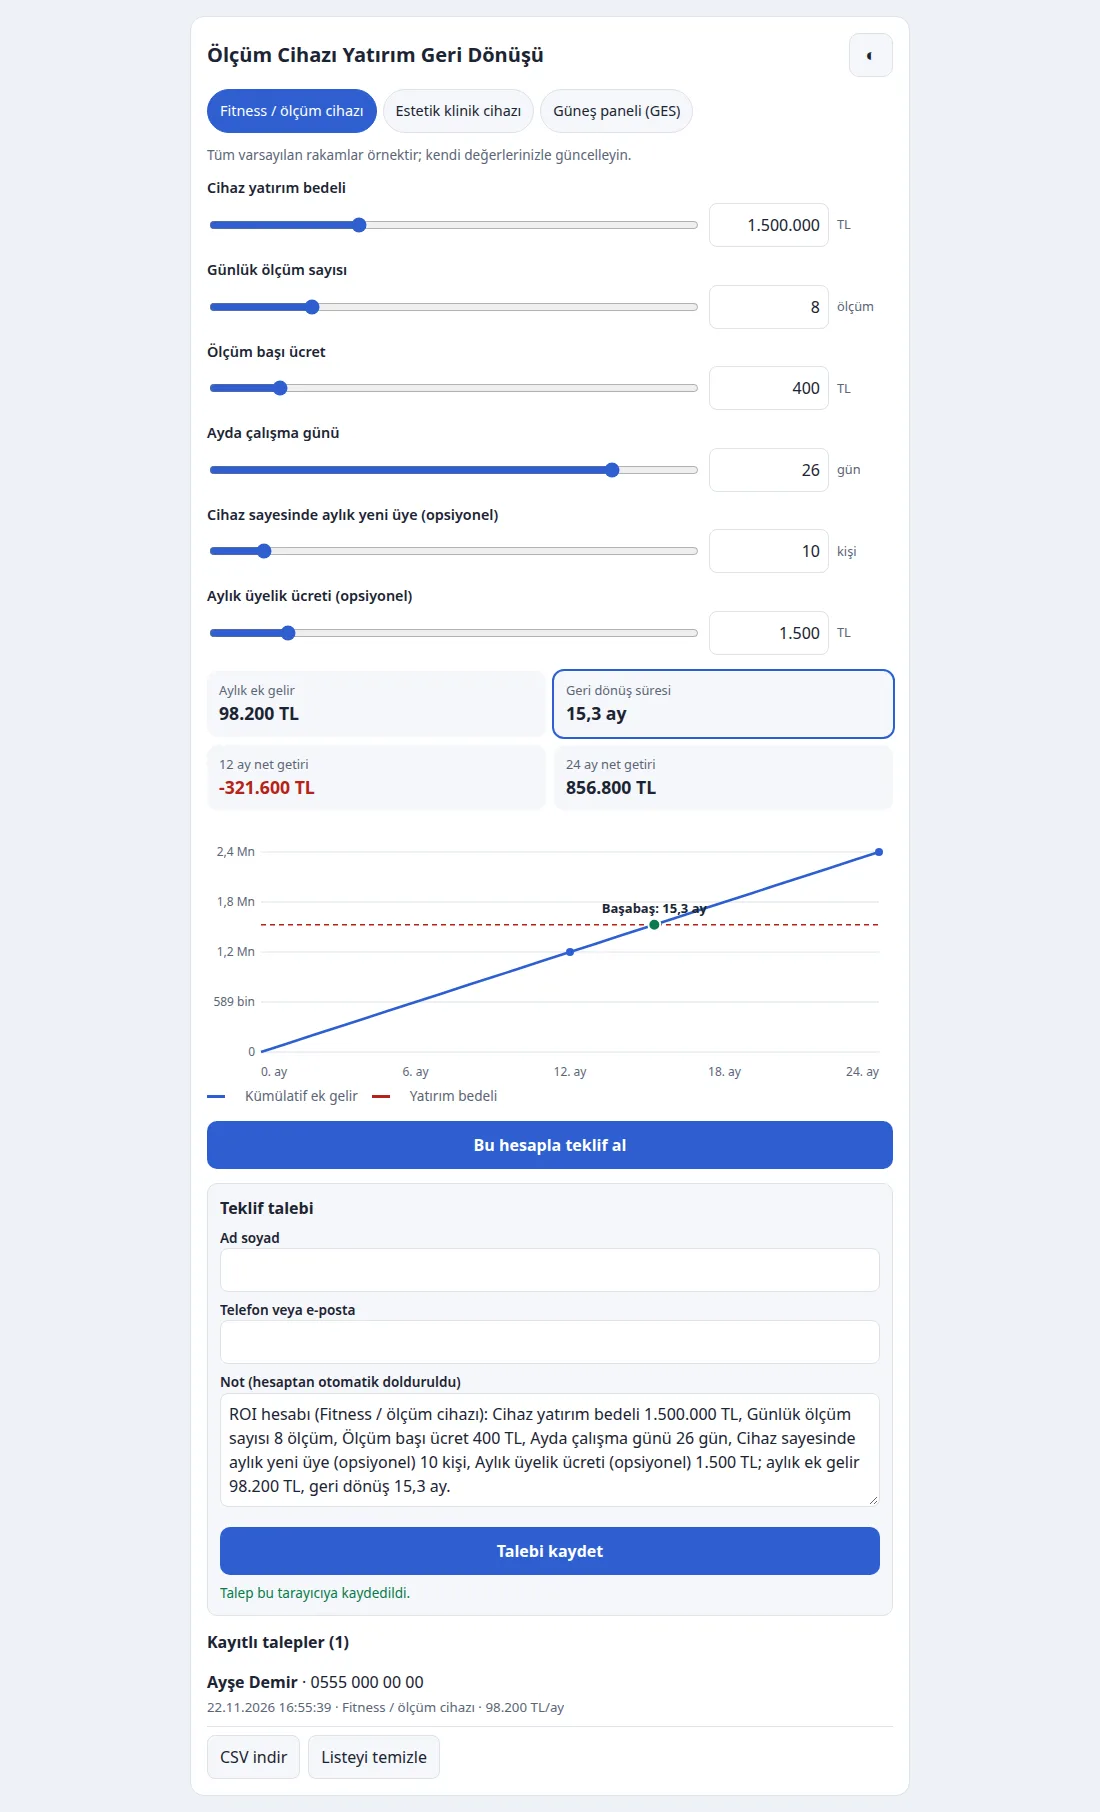 Ölçüm Cihazı Yatırım Geri Dönüşü
Fitness / ölçüm cihazı
Estetik klinik cihazı
Güneş paneli (GES)
Tüm varsayılan rakamlar örnektir; kendi değerlerinizle güncelleyin.
Cihaz yatırım bedeli
1.500.000 TL
Günlük ölçüm sayısı
8 ölçüm
Ölçüm başı ücret
400 TL
Ayda çalışma günü
26 gün
Cihaz sayesinde aylık yeni üye (opsiyonel)
10 kişi
Aylık üyelik ücreti (opsiyonel)
1.500 TL
Aylık ek gelir
98.200 TL
Geri dönüş süresi
15,3 ay
12 ay net getiri
-321.600 TL
24 ay net getiri
856.800 TL
2,4 Mn
1,8 Mn
Başabaş: 15,3 ay
1,2 Mn
589 bin
0
0. ay 6. ay 12. ay 18. ay 24. ay
Kümülatif ek gelir Yatırım bedeli
Bu hesapla teklif al
Teklif talebi
Ad soyad
Telefon veya e-posta
Not (hesaptan otomatik dolduruldu)
ROI hesabı (Fitness / ölçüm cihazı): Cihaz yatırım bedeli 1.500.000 TL, Günlük ölçüm
sayısı 8 ölçüm, Ölçüm başı ücret 400 TL, Ayda çalışma günü 26 gün, Cihaz sayesinde
aylık yeni üye (opsiyonel) 10 kişi, Aylık üyelik ücreti (opsiyonel) 1.500 TL; aylık ek gelir
98.200 TL, geri dönüş 15,3 ay.
Talebi kaydet
Talep bu tarayıcıya kaydedildi.
Kayıtlı talepler (1)
Ayşe Demir · 0555 000 00 00
22.11.2026 16:55:39 · Fitness / ölçüm cihazı · 98.200 TL/ay
CSV indir
Listeyi temizle